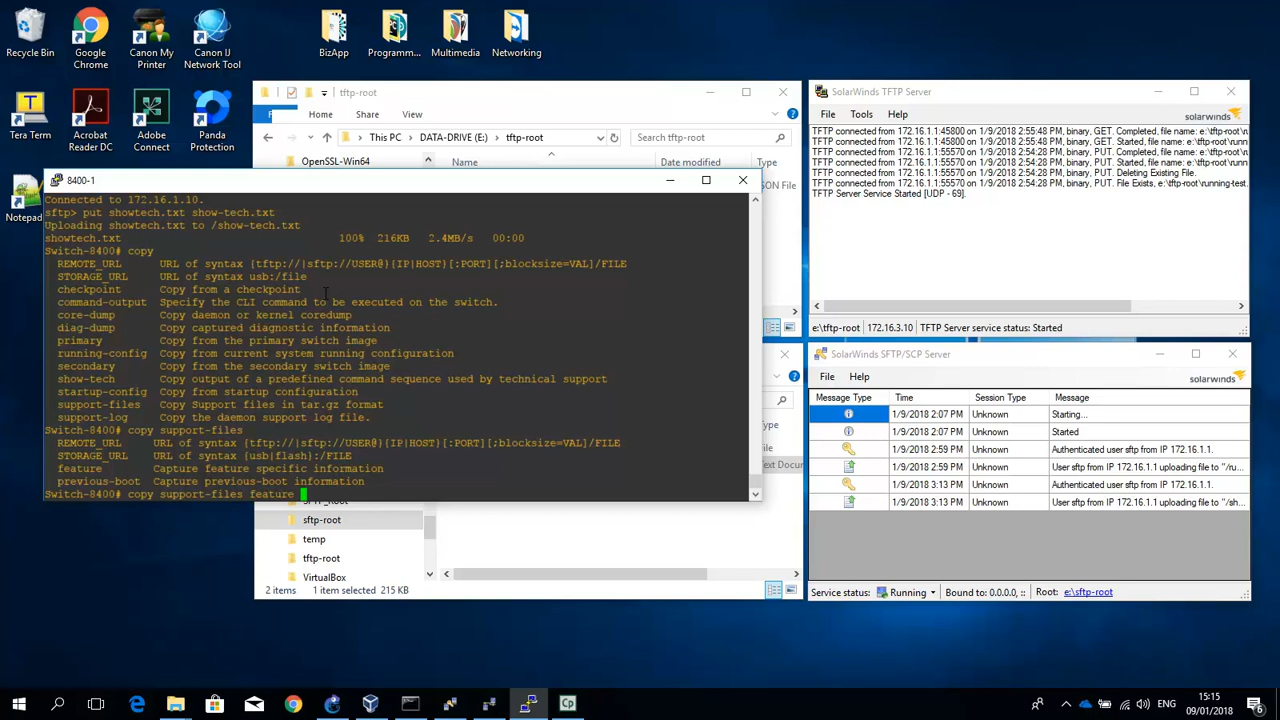 Recycle Bin
Google Chrome
Canon My Printer
Canon IJ Network Tool
BizApp
Programm...
Multimedia
Networking
Tera Term
Acrobat Reader DC
Adobe Connect
Panda Protection
Notepad
tftp-root
Home
Share
View
This PC
DATA-DRIVE (E:)
tftp-root
Search tftp-root
OpenSSL-Win64
Name
Date modified
Type
SON File
8400-1
Connected to 172.16.1.10.
sftp> put showtech.txt show-tech.txt
Uploading showtech.txt to /show-tech.txt
showtech.txt 100% 216KB 2.4MB/s 00:00
Switch-8400# copy
REMOTE_URL URL of syntax {tftp://|sftp://USER@}{IP|HOST}[:PORT][;blocksize=VAL]/FILE
STORAGE_URL URL of syntax usb:/file
checkpoint Copy from a checkpoint
command-output Specify the CLI command to be executed on the switch.
core-dump Copy daemon or kernel coredump
diag-dump Copy captured diagnostic information
primary Copy from the primary switch image
running-config Copy from current system running configuration
secondary Copy from the secondary switch image
show-tech Copy output of a predefined command sequence used by technical support
startup-config Copy from startup configuration
support-files Copy Support files in tar.gz format
support-log Copy the daemon support log file.
Switch-8400# copy support-files
REMOTE_URL URL of syntax {tftp://|sftp://USER@}{IP|HOST}[:PORT][;blocksize=VAL]/FILE
STORAGE_URL URL of syntax {usb|flash}:/FILE
feature Capture feature specific information
previous-boot Capture previous-boot information
Switch-8400# copy support-files feature
ype
ext Docum
sftp-root
temp
tftp-root
VirtualBox
2 items 1 item selected 215 KB
SolarWinds TFTP Server
File Tools Help
solarwinds
TFTP connected from 172.16.1.1:45800 on 1/9/2018 2:55:48 PM, binary, GET. Completed, file name: e:\tftp-root\run
TFTP connected from 172.16.1.1:45800 on 1/9/2018 2:55:48 PM, binary, GET. Started, file name: e:\tftp-root\runnin
TFTP connected from 172.16.1.1:55570 on 1/9/2018 2:54:28 PM, binary, PUT. Completed, file name: e:\tftp-root\run
TFTP connected from 172.16.1.1:55570 on 1/9/2018 2:54:28 PM, binary, PUT. Started, file name: e:\tftp-root\runnin
TFTP connected from 172.16.1.1:55570 on 1/9/2018 2:54:28 PM, binary, PUT. Deleting Existing File.
TFTP connected from 172.16.1.1:55570 on 1/9/2018 2:54:28 PM, binary, PUT. File Exists, e:\tftp-root\running-test.
TFTP Server Service Started [UDP - 69].
e:\tftp-root 172.16.3.10 TFTP Server service status: Started
SolarWinds SFTP/SCP Server
File Help
solarwinds
Message Type Time Session Type Message
1/9/2018 2:07 PM Unknown Starting...
1/9/2018 2:07 PM Unknown Started
1/9/2018 2:59 PM Unknown Authenticated user sftp from IP 172.16.1.1.
1/9/2018 2:59 PM Unknown User sftp from IP 172.16.1.1 uploading file to "/ru
1/9/2018 3:13 PM Unknown Authenticated user sftp from IP 172.16.1.1.
1/9/2018 3:13 PM Unknown User sftp from IP 172.16.1.1 uploading file to "/sh
Service status: Running Bound to: 0.0.0.0, :: Root: e:\sftp-root
Cp
15:15
09/01/2018
6